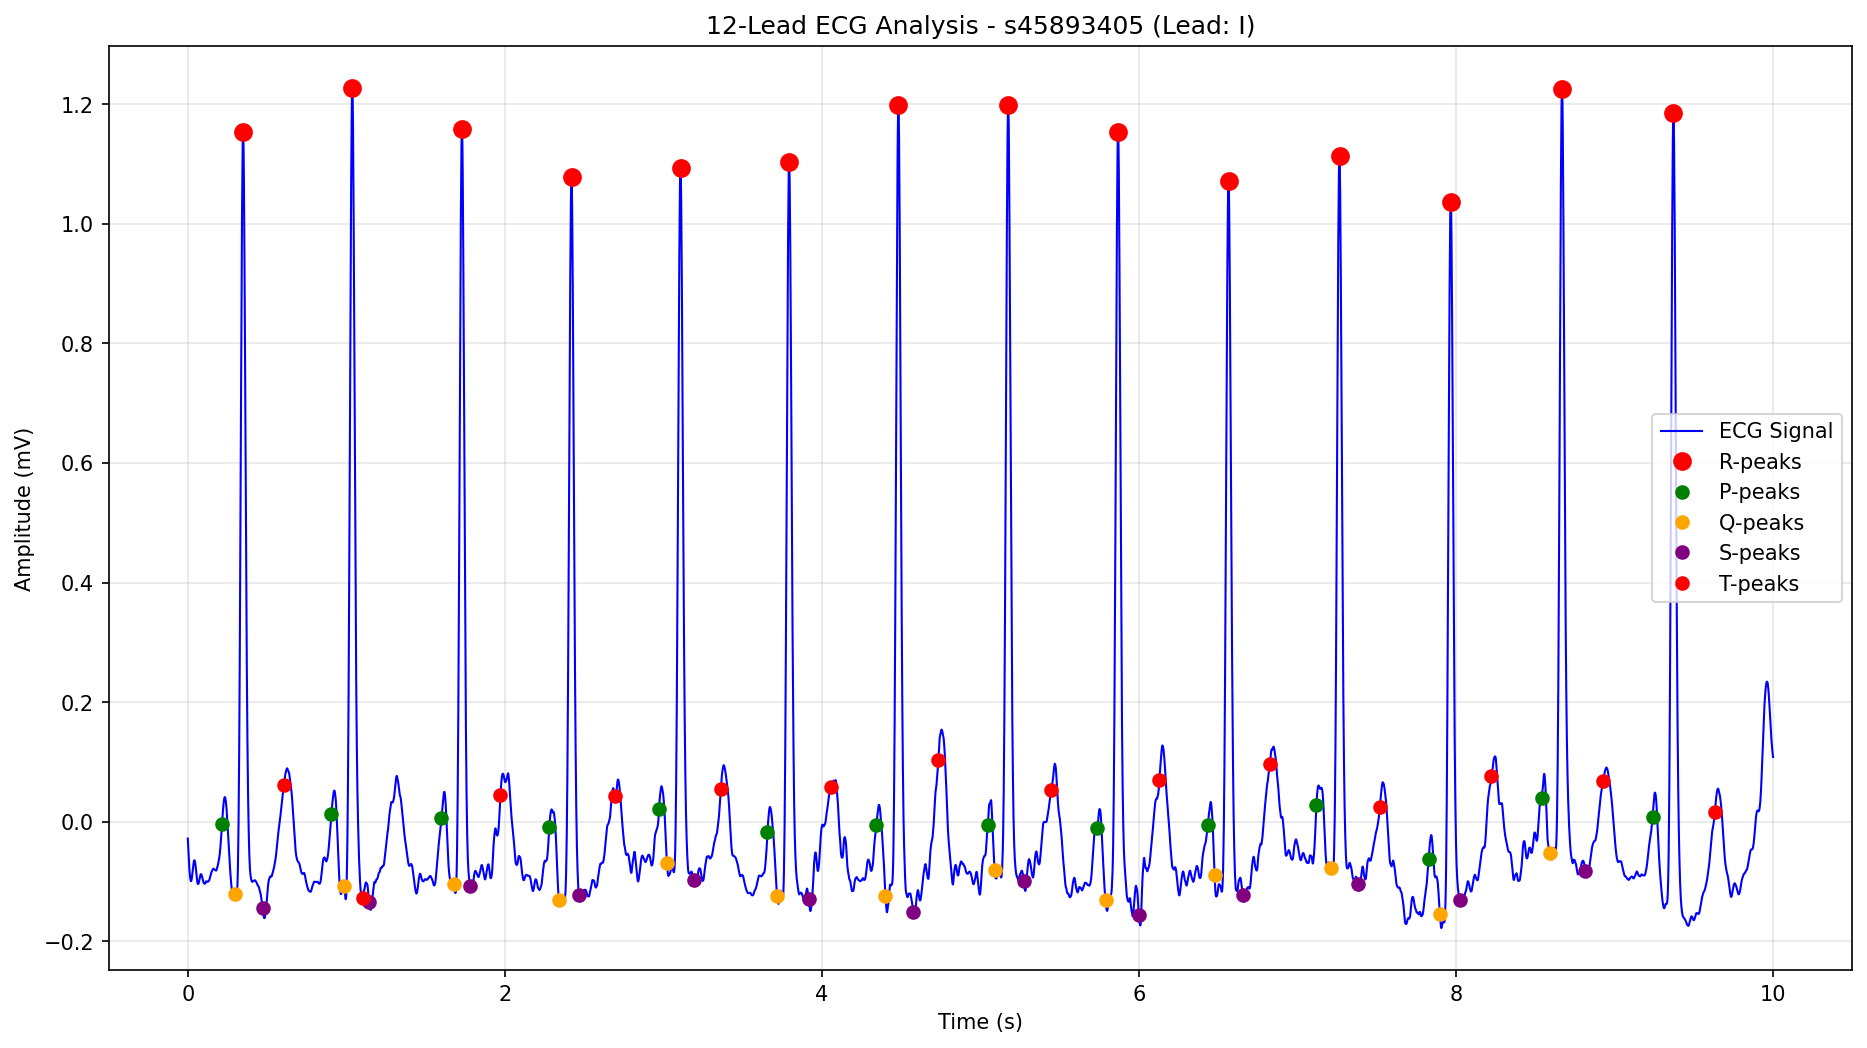 12-Lead ECG Analysis - s45893405 (Lead: I)
Amplitude (mV)
1.2
1.0
0.8
0.6
0.4
0.2
0.0
−0.2
ECG Signal
R-peaks
P-peaks
Q-peaks
S-peaks
T-peaks
0 2 4 6 8 10
Time (s)